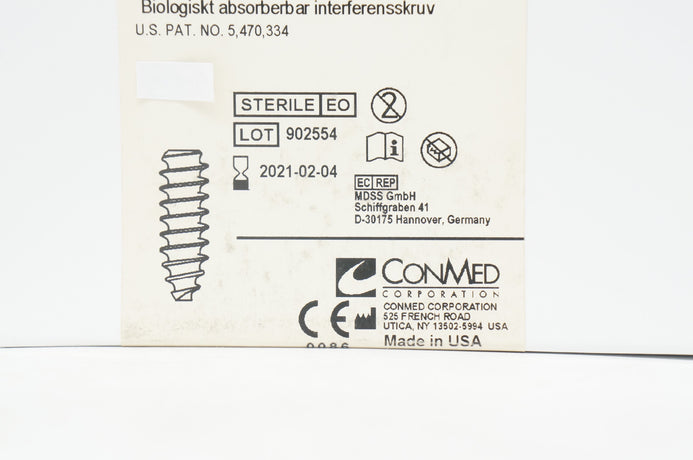 Biologiskt absorberbar interferensskruv
U.S. PAT. NO. 5,470,334
STERILE EO
2
LOT 902554
i
2021-02-04
EC REP
MDSS GmbH
Schiffgraben 41
D-30175 Hannover, Germany
CONMED
CORPORATION
CONMED CORPORATION
525 FRENCH ROAD
UTICA, NY 13502-5994 USA
CE
Made in USA